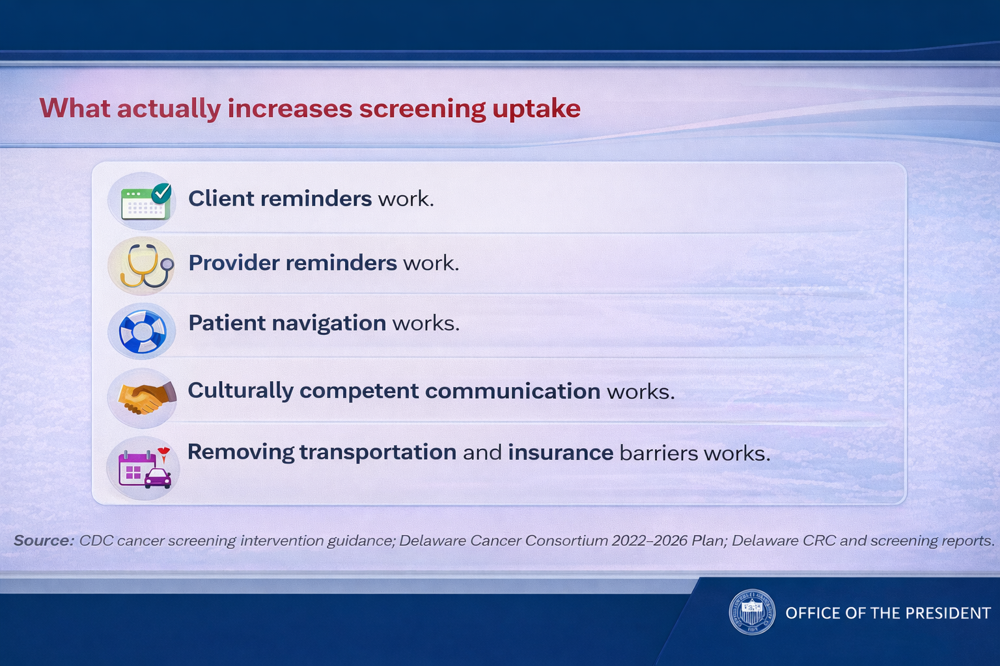 What actually increases screening uptake
Client reminders work.
Provider reminders work.
Patient navigation works.
Culturally competent communication works.
Removing transportation and insurance barriers works.
Source: CDC cancer screening intervention guidance; Delaware Cancer Consortium 2022–2026 Plan; Delaware CRC and screening reports.
OFFICE OF THE PRESIDENT